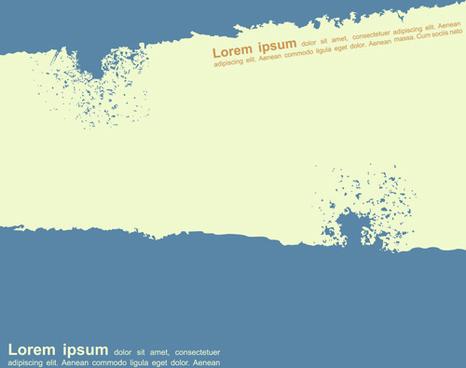 Lorem ipsum dolor sit amet, consectetuer adipiscing elit. Aenean
adipiscing elit. Aenean commodo ligula eget dolor. Aenean massa. Cum sociis nato
Lorem ipsum dolor sit amet, consectetuer
adipiscing elit. Aenean commodo ligula eget dolor. Aenean